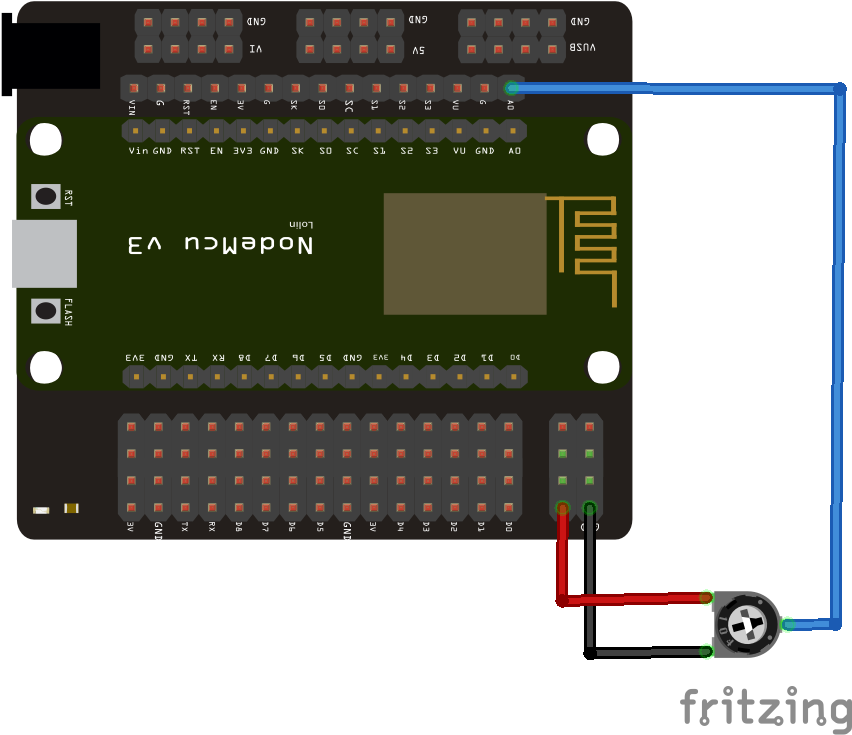 GND GND GND
VI 5V VUSB
VIN G RST EN 3V G SK SO SC S1 S2 S3 VU G AO
Vin GND RST EN 3V3 GND SK SO SC S1 S2 S3 VU GND AO
RST
Lolin
NodeMcu v3
FLASH
3V3 GND TX RX D8 D7 D6 D5 GND 3V3 D4 D3 D2 D1 D0
3V GND TX RX D8 D7 D6 D5 GND 3V D4 D3 D2 D1 D0
104
fritzing